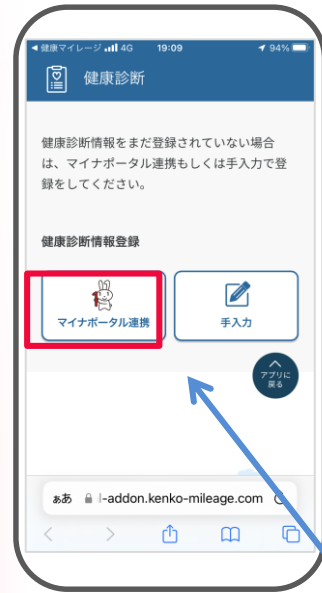 ◀健康マイレージ 4G 19:09 94%
健康診断
健康診断情報をまだ登録されていない場合
は、マイナポータル連携もしくは手入力で登
録をしてください。
健康診断情報登録
マイナポータル連携 手入力
アプリに
戻る
ぁあ l-addon.kenko-mileage.com